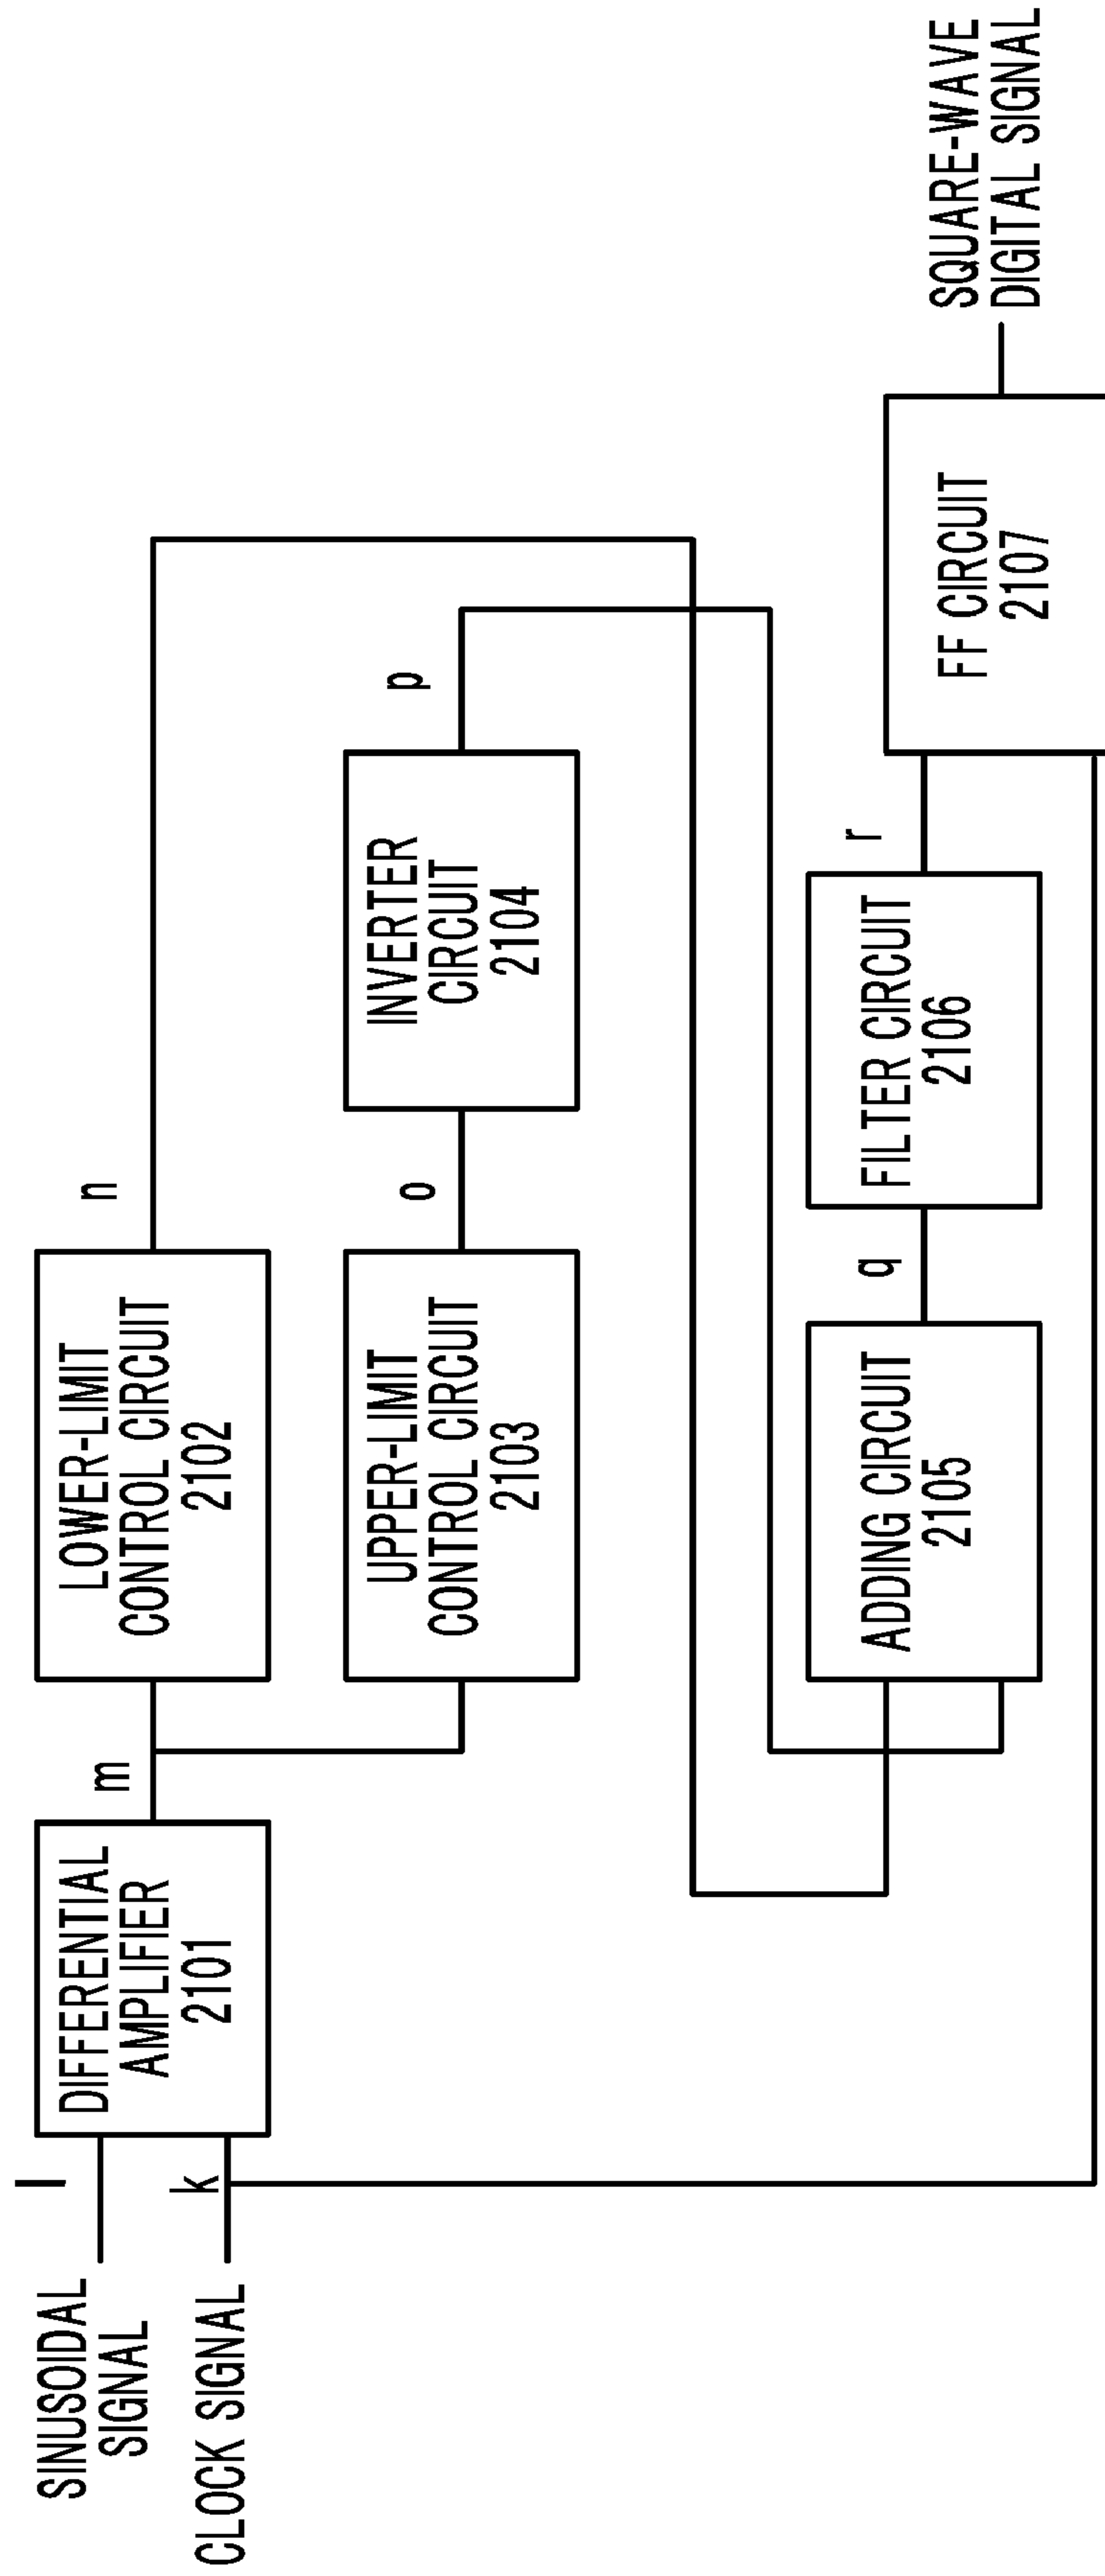 SINUSOIDAL
SIGNAL
l
CLOCK SIGNAL
k
DIFFERENTIAL
AMPLIFIER
2101
m
LOWER-LIMIT
CONTROL CIRCUIT
2102
n
UPPER-LIMIT
CONTROL CIRCUIT
2103
o
INVERTER
CIRCUIT
2104
p
ADDING CIRCUIT
2105
q
FILTER CIRCUIT
2106
r
FF CIRCUIT
2107
SQUARE-WAVE
DIGITAL SIGNAL